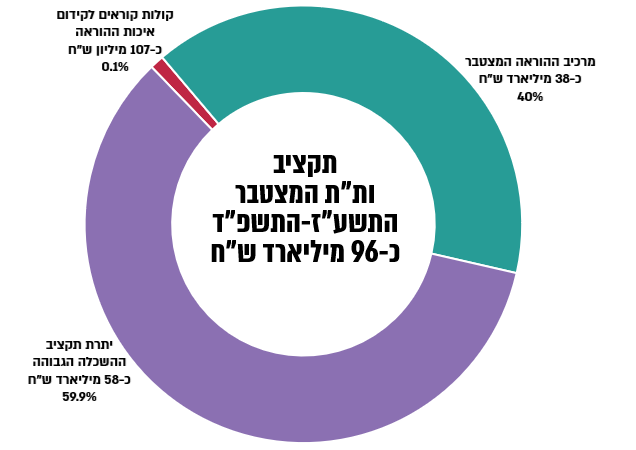 קולות קוראים לקידום
איכות ההוראה
כ-107 מיליון ש"ח
0.1%
מרכיב ההוראה המצטבר
כ-38 מיליארד ש"ח
40%
תקציב
ות"ת המצטבר
התשע"ז-התשפ"ד
כ-96 מיליארד ש"ח
יתרת תקציב
ההשכלה הגבוהה
כ-58 מיליארד ש"ח
59.9%